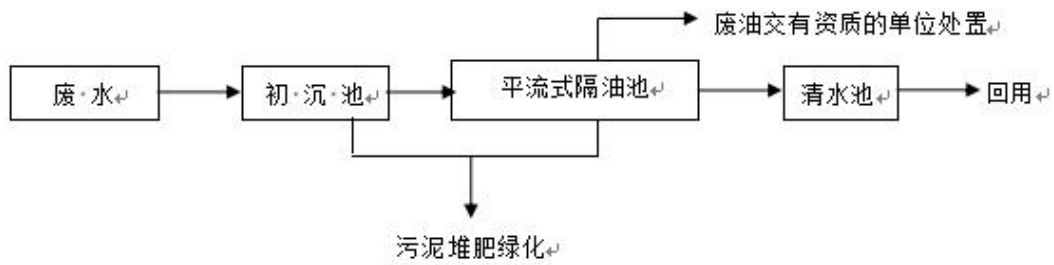 废油交有资质的单位处置
废·水
初·沉·池
平流式隔油池
清水池
回用
污泥堆肥绿化